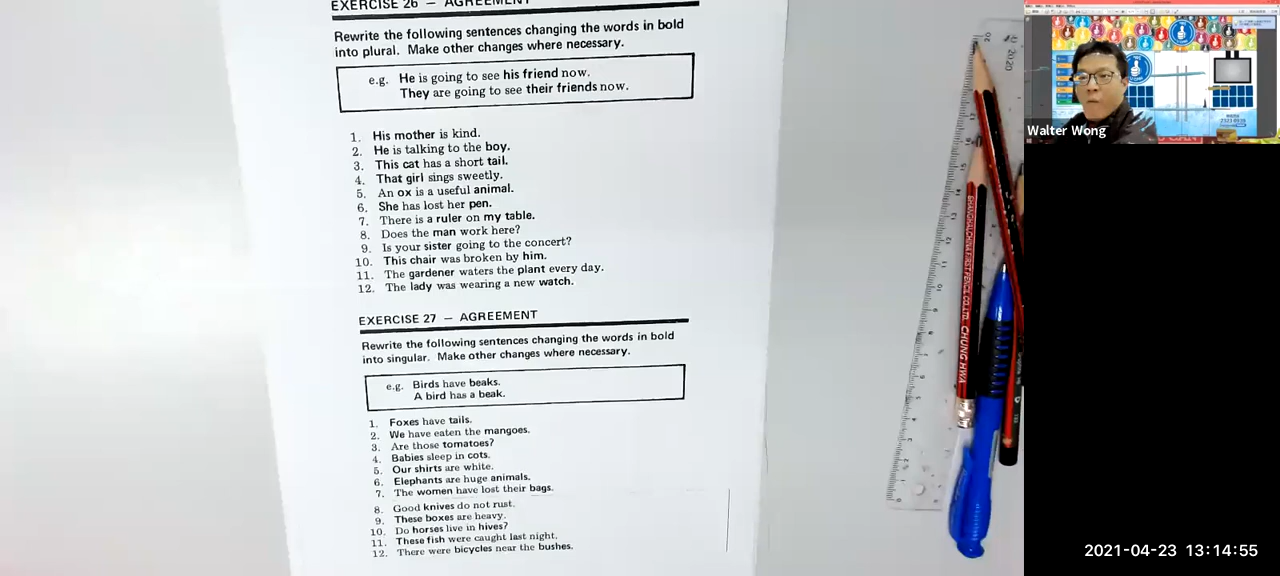 EXERCISE 26 — AGREEMENT
Rewrite the following sentences changing the words in bold
into plural. Make other changes where necessary.
e.g. He is going to see his friend now.
They are going to see their friends now.
1. His mother is kind.
2. He is talking to the boy.
3. This cat has a short tail.
4. That girl sings sweetly.
5. An ox is a useful animal.
6. She has lost her pen.
7. There is a ruler on my table.
8. Does the man work here?
9. Is your sister going to the concert?
10. This chair was broken by him.
11. The gardener waters the plant every day.
12. The lady was wearing a new watch.
EXERCISE 27 — AGREEMENT
Rewrite the following sentences changing the words in bold
into singular. Make other changes where necessary.
e.g. Birds have beaks.
A bird has a beak.
1. Foxes have tails.
2. We have eaten the mangoes.
3. Are those tomatoes?
4. Babies sleep in cots.
5. Our shirts are white.
6. Elephants are huge animals.
7. The women have lost their bags.
8. Good knives do not rust.
9. These boxes are heavy.
10. Do horses live in hives?
11. These fish were caught last night.
12. There were bicycles near the bushes.
2020
CHUNG HWA
Walter Wong
2021-04-23 13:14:55